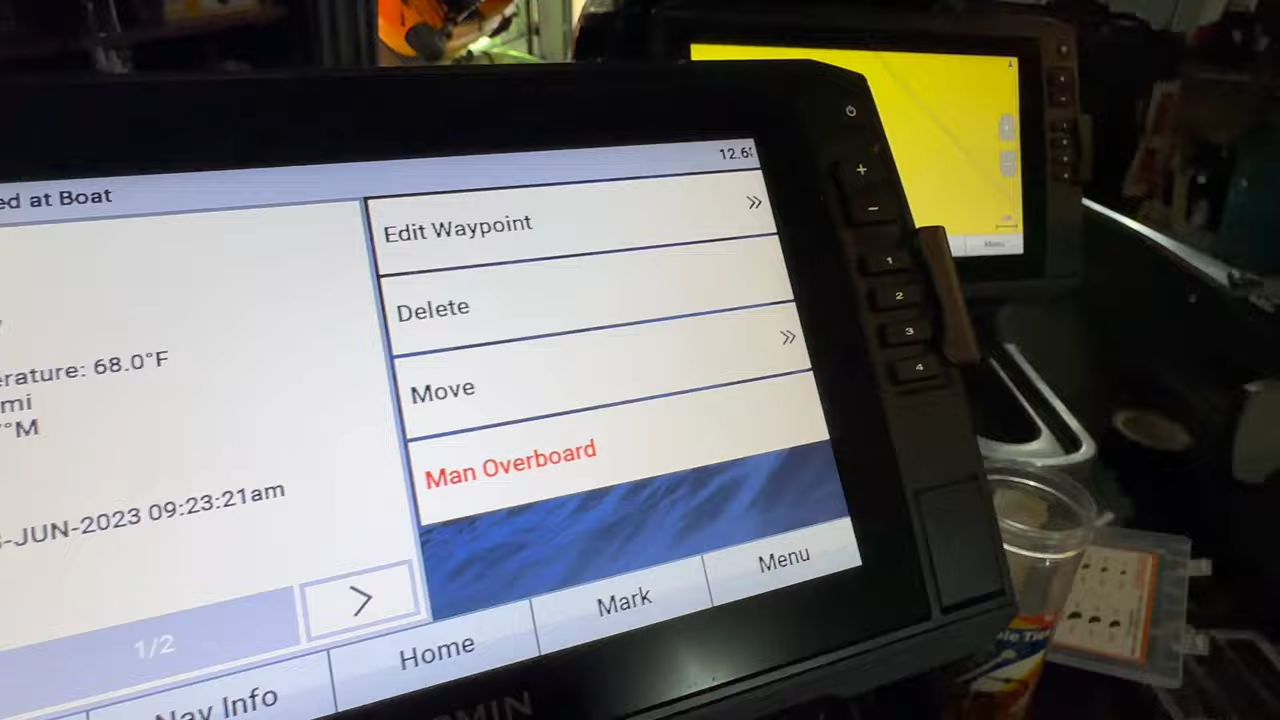 12.6
ed at Boat
Edit Waypoint
Delete
erature: 68.0°F
mi
°M
Move
Man Overboard
-JUN-2023 09:23:21am
1/2
Nav Info
Home
Mark
Menu
+
-
1
2
3
4
Menu